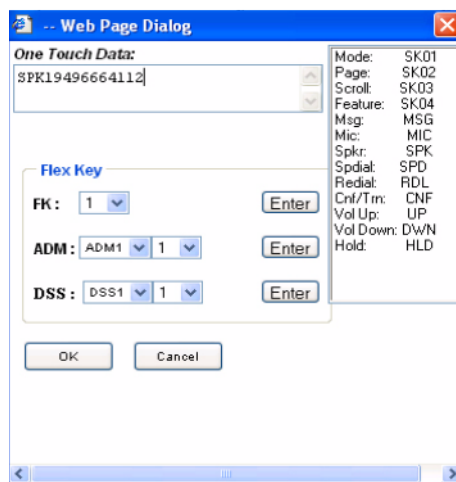 -- Web Page Dialog
One Touch Data:
SPK19496664112
Mode: SK01
Page: SK02
Scroll: SK03
Feature: SK04
Msg: MSG
Mic: MIC
Spkr: SPK
Spdial: SPD
Redial: RDL
Cnf/Trn: CNF
Vol Up: UP
Vol Down: DWN
Hold: HLD
Flex Key
FK : 1 Enter
ADM : ADM1 1 Enter
DSS : DSS1 1 Enter
OK Cancel